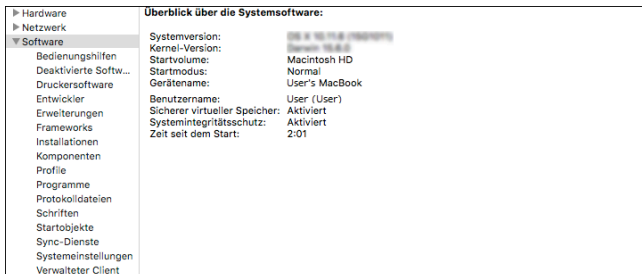 Hardware
Netzwerk
Software
Bedienungshilfen
Deaktivierte Softw...
Druckersoftware
Entwickler
Erweiterungen
Frameworks
Installationen
Komponenten
Profile
Programme
Protokolldateien
Schriften
Startobjekte
Sync-Dienste
Systemeinstellungen
Verwalteter Client
Überblick über die Systemsoftware:
Systemversion:
Kernel-Version:
Startvolume: Macintosh HD
Startmodus: Normal
Gerätename: User's MacBook
Benutzername: User (User)
Sicherer virtueller Speicher: Aktiviert
Systemintegritätsschutz: Aktiviert
Zeit seit dem Start: 2:01